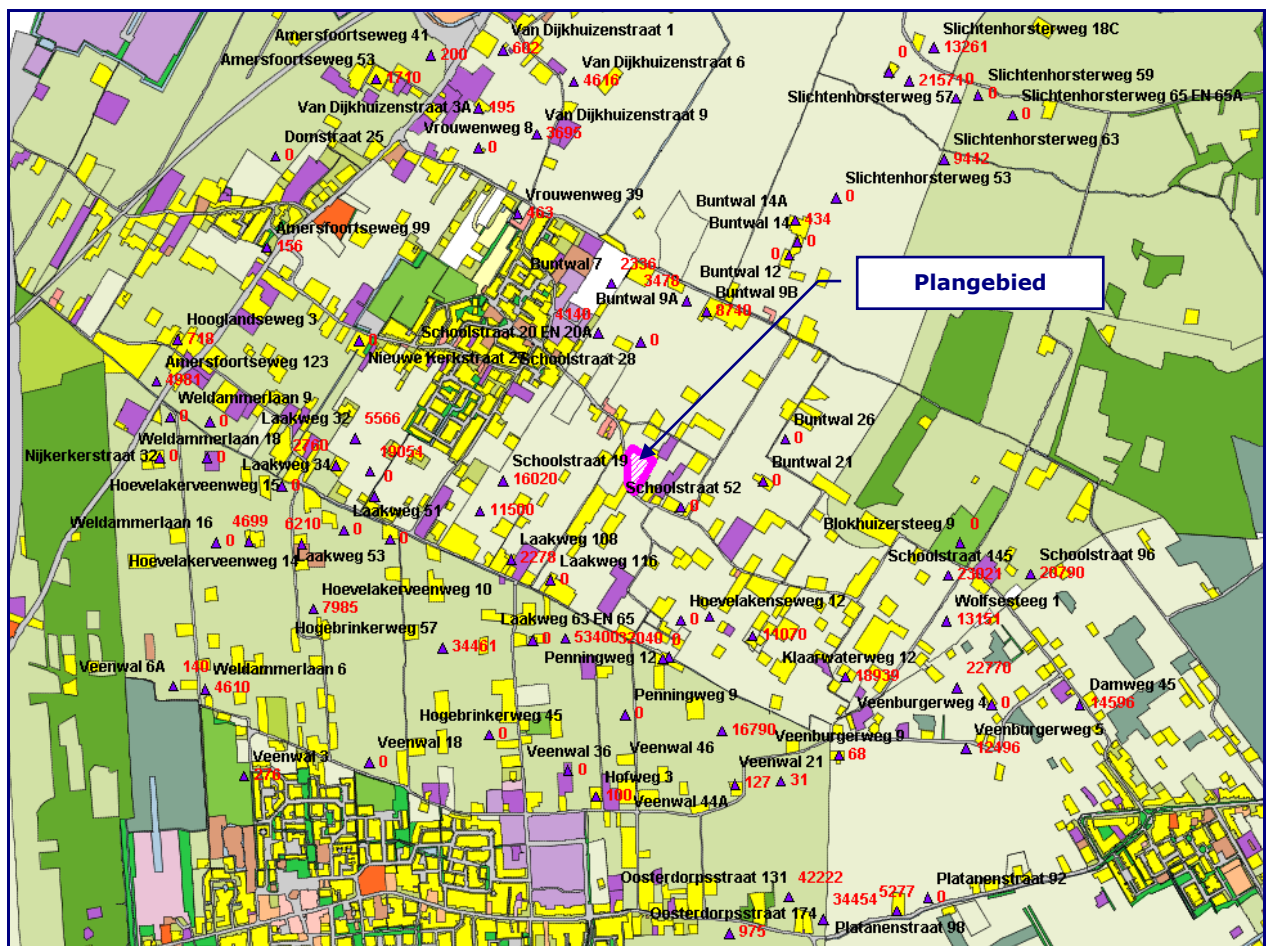 Amersfoortseweg 41
200
Van Dijkhuizenstraat 1
602
Slichtenhorsterweg 18C
13261
0
Amersfoortseweg 53
1710
Van Dijkhuizenstraat 6
4616
215710
Slichtenhorsterweg 59
0
Slichtenhorsterweg 57
Slichtenhorsterweg 65 EN 65A
0
Van Dijkhuizenstraat 3A
195
Van Dijkhuizenstraat 9
3695
Domstraat 25
0
Vrouwenweg 8
0
Slichtenhorsterweg 63
9442
Slichtenhorsterweg 53
0
Vrouwenweg 39
463
Buntwal 14A
434
Buntwal 14
0
0
Amersfoortseweg 99
156
Buntwal 7
2336
3478
Buntwal 12
Plangebied
Buntwal 9A
Buntwal 9B
8740
4140
Hooglandseweg 3
718
0
Schoolstraat 20 EN 20A
0
Nieuwe Kerkstraat 27
Schoolstraat 28
Amersfoortseweg 123
4981
Weldammerlaan 9
0
Laakweg 32
5566
Buntwal 26
0
Weldammerlaan 18
2760
19051
Nijkerkerstraat 32
0
0
Laakweg 34
0
Schoolstraat 19
16020
Buntwal 21
0
Hoevelakerveenweg 15
0
Schoolstraat 52
0
Laakweg 51
0
11500
Weldammerlaan 16
4699
6210
Blokhuizersteeg 9
0
0
Hoevelakerveenweg 14
Laakweg 53
Laakweg 108
2278
Laakweg 116
0
Schoolstraat 145
23021
Schoolstraat 96
20790
Hoevelakerveenweg 10
7985
Laakweg 63 EN 65
Hoevelakenseweg 12
0
Wolfsesteeg 1
13151
Hogebrinkerweg 57
34461
0
53400
32049
0
11070
Veenwal 6A
140
Weldammerlaan 6
4610
Penningweg 12
Klaarwaterweg 12
18939
22770
Damweg 45
14596
Penningweg 9
0
Veenburgerweg 4
0
Hogebrinkerweg 45
0
16790
Veenburgerweg 9
68
Veenburgerweg 5
12496
Veenwal 3
278
Veenwal 18
0
Veenwal 36
0
Veenwal 46
Veenwal 21
127
31
Hofweg 3
100
Veenwal 44A
Oosterdorpsstraat 131
42222
34454
5277
Platanenstraat 92
0
Oosterdorpsstraat 174
975
Platanenstraat 98